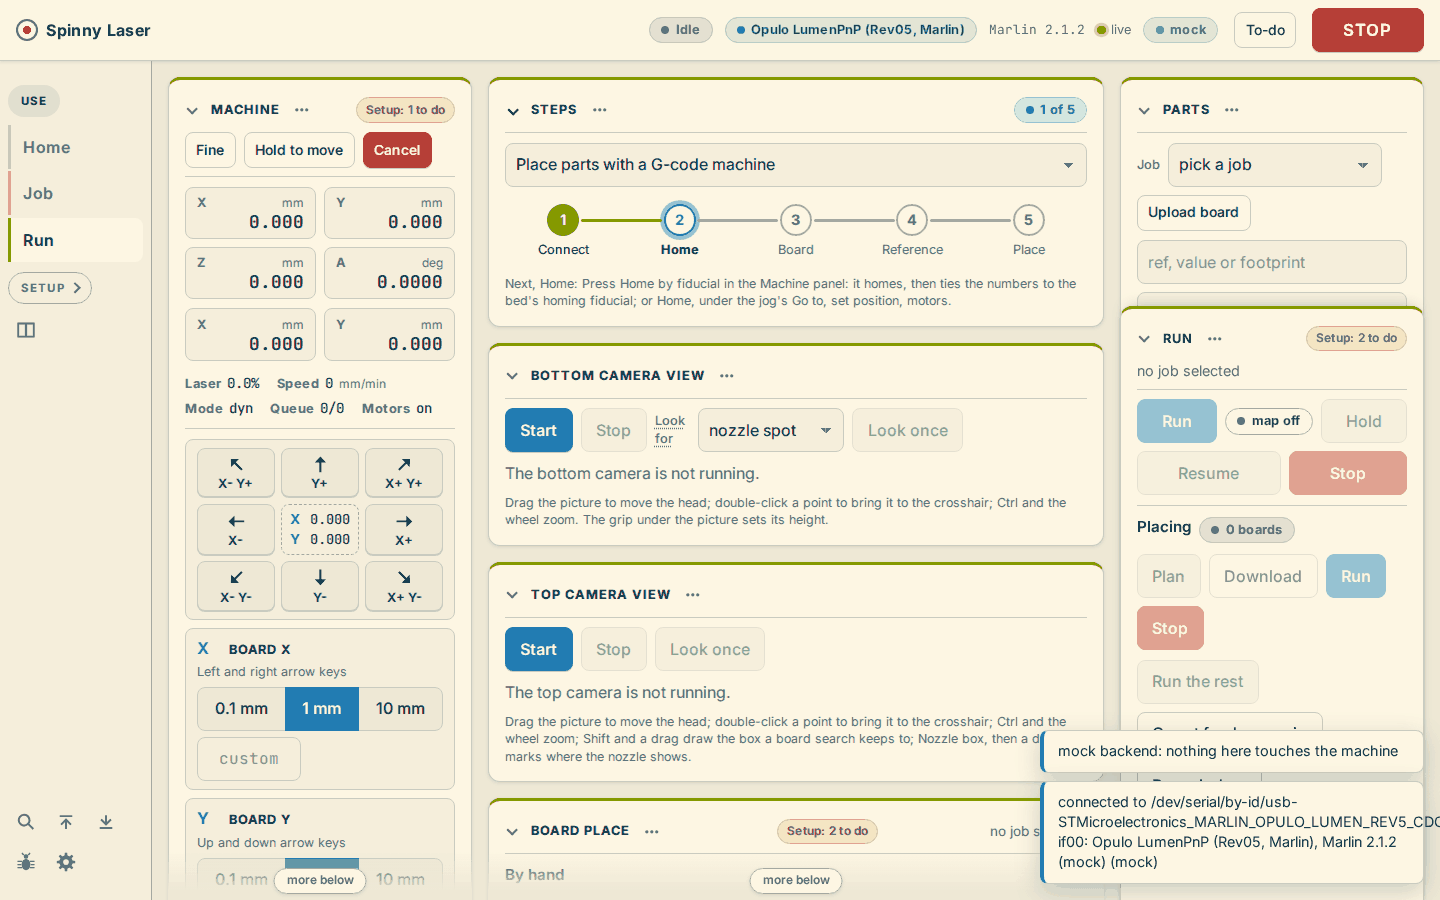 Spinny Laser
Idle
Opulo LumenPnP (Rev05, Marlin)
Marlin 2.1.2
live
mock
To-do
STOP
USE
Home
Job
Run
SETUP
MACHINE
Setup: 1 to do
Fine
Hold to move
Cancel
X mm
0.000
Y mm
0.000
Z mm
0.000
A deg
0.0000
X mm
0.000
Y mm
0.000
Laser 0.0% Speed 0 mm/min
Mode dyn Queue 0/0 Motors on
X- Y+
Y+
X+ Y+
X-
X 0.000
Y 0.000
X+
X- Y-
Y-
X+ Y-
X BOARD X
Left and right arrow keys
0.1 mm
1 mm
10 mm
custom
Y BOARD Y
Up and down arrow keys
0.1 mm
10 mm
more below
STEPS
1 of 5
Place parts with a G-code machine
1
2
3
4
5
Connect
Home
Board
Reference
Place
Next, Home: Press Home by fiducial in the Machine panel: it homes, then ties the numbers to the
bed's homing fiducial; or Home, under the jog's Go to, set position, motors.
BOTTOM CAMERA VIEW
Start
Stop
Look
for
nozzle spot
Look once
The bottom camera is not running.
Drag the picture to move the head; double-click a point to bring it to the crosshair; Ctrl and the
wheel zoom. The grip under the picture sets its height.
TOP CAMERA VIEW
Start
Stop
Look once
The top camera is not running.
Drag the picture to move the head; double-click a point to bring it to the crosshair; Ctrl and the
wheel zoom; Shift and a drag draw the box a board search keeps to; Nozzle box, then a d
marks where the nozzle shows.
BOARD PLACE
Setup: 2 to do
no job s
By hand
more below
PARTS
Job
pick a job
Upload board
ref, value or footprint
RUN
Setup: 2 to do
no job selected
Run
map off
Hold
Resume
Stop
Placing
0 boards
Plan
Download
Run
Stop
Run the rest
mock backend: nothing here touches the machine
connected to /dev/serial/by-id/usb-
STMicroelectronics_MARLIN_OPULO_LUMEN_REV5_CDC
if00: Opulo LumenPnP (Rev05, Marlin), Marlin 2.1.2
(mock) (mock)